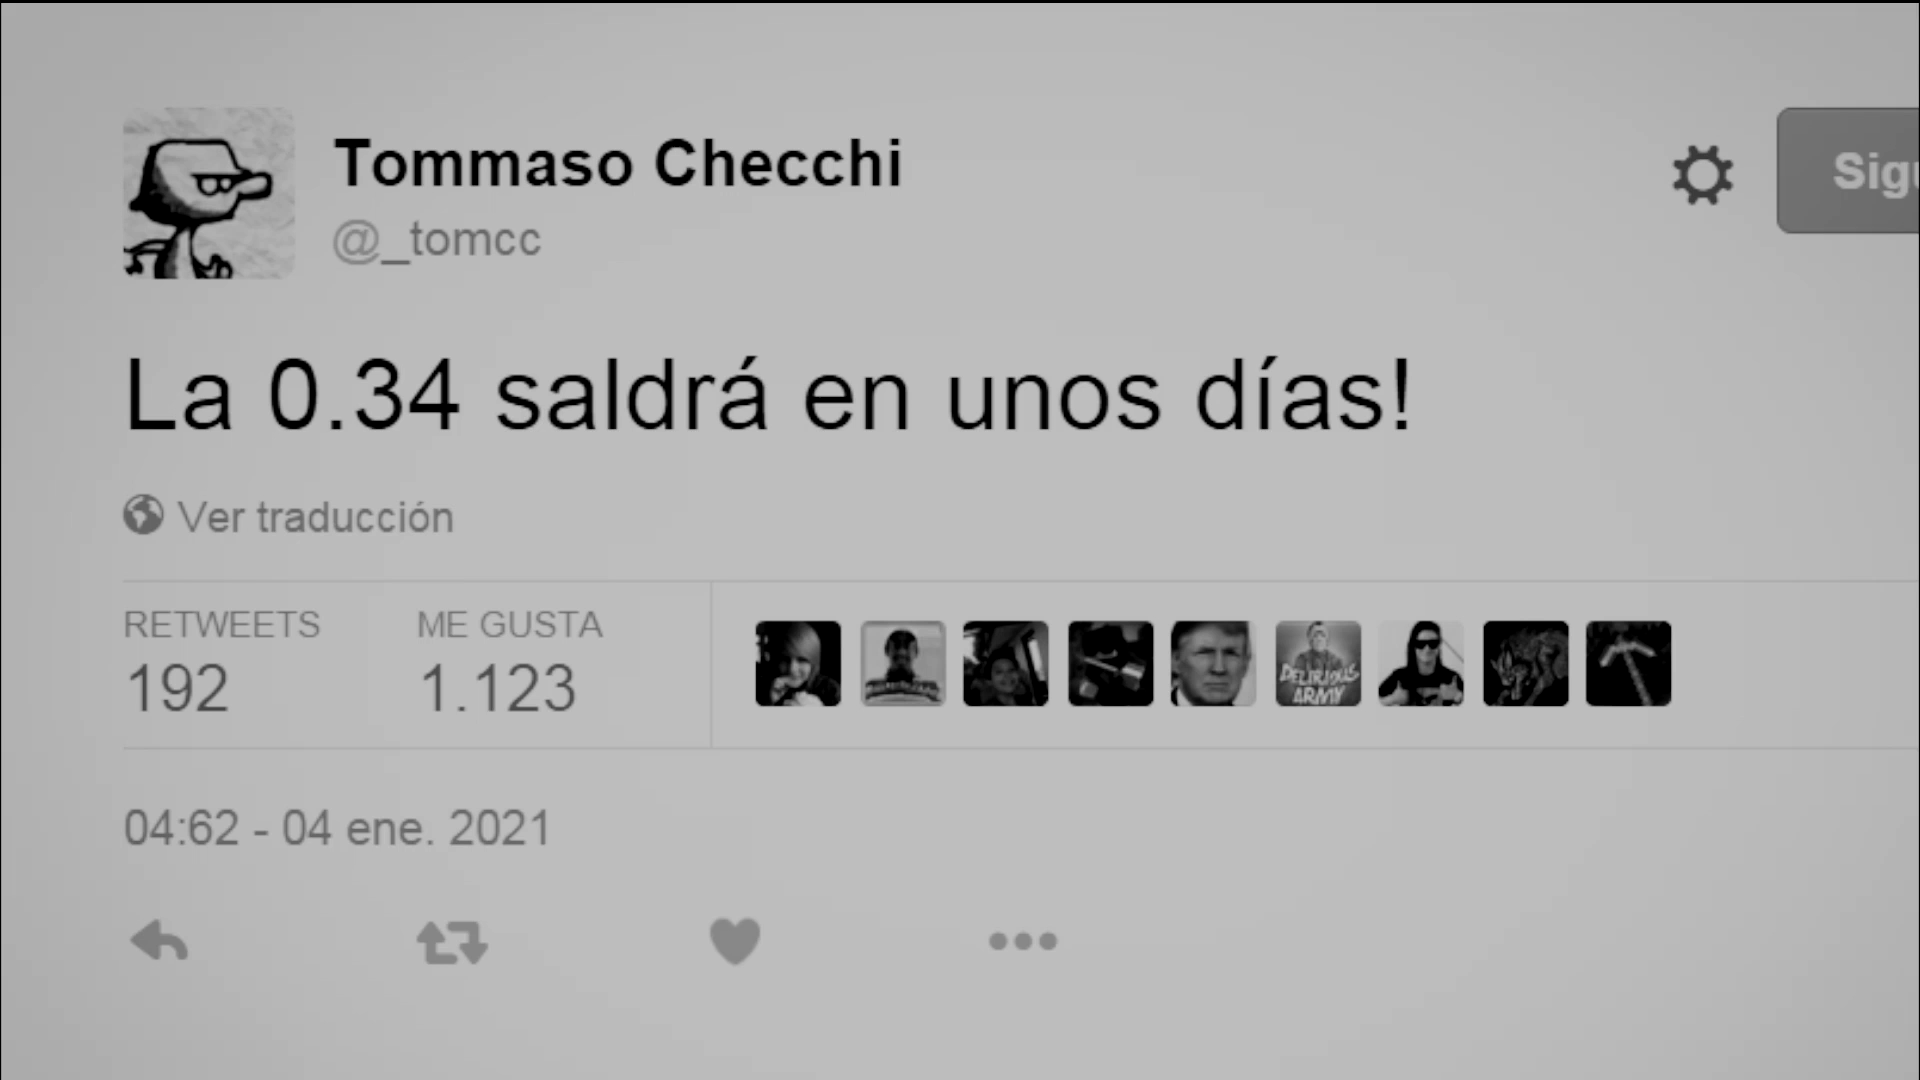 Tommaso Checchi
@_tomcc
Sigu
La 0.34 saldrá en unos días!
Ver traducción
RETWEETS ME GUSTA
192 1.123
DELIRIOUS
ARMY
04:62 - 04 ene. 2021